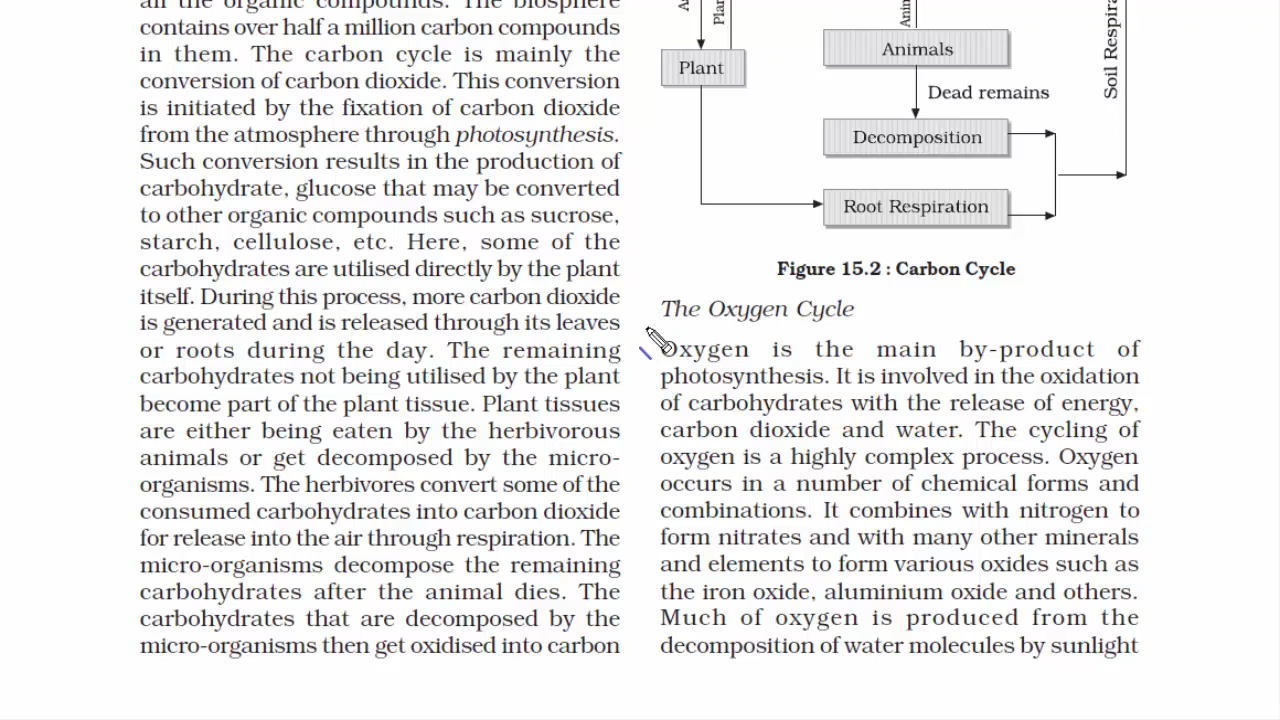 all the organic compounds. The biosphere
contains over half a million carbon compounds
in them. The carbon cycle is mainly the
conversion of carbon dioxide. This conversion
is initiated by the fixation of carbon dioxide
from the atmosphere through photosynthesis.
Such conversion results in the production of
carbohydrate, glucose that may be converted
to other organic compounds such as sucrose,
starch, cellulose, etc. Here, some of the
carbohydrates are utilised directly by the plant
itself. During this process, more carbon dioxide
is generated and is released through its leaves
or roots during the day. The remaining
carbohydrates not being utilised by the plant
become part of the plant tissue. Plant tissues
are either being eaten by the herbivorous
animals or get decomposed by the micro-
organisms. The herbivores convert some of the
consumed carbohydrates into carbon dioxide
for release into the air through respiration. The
micro-organisms decompose the remaining
carbohydrates after the animal dies. The
carbohydrates that are decomposed by the
micro-organisms then get oxidised into carbon
Plant
Animals
Soil
Dead remains
Decomposition
Root Respiration
Figure 15.2 : Carbon Cycle
The Oxygen Cycle
Oxygen is the main by-product of
photosynthesis. It is involved in the oxidation
of carbohydrates with the release of energy,
carbon dioxide and water. The cycling of
oxygen is a highly complex process. Oxygen
occurs in a number of chemical forms and
combinations. It combines with nitrogen to
form nitrates and with many other minerals
and elements to form various oxides such as
the iron oxide, aluminium oxide and others.
Much of oxygen is produced from the
decomposition of water molecules by sunlight